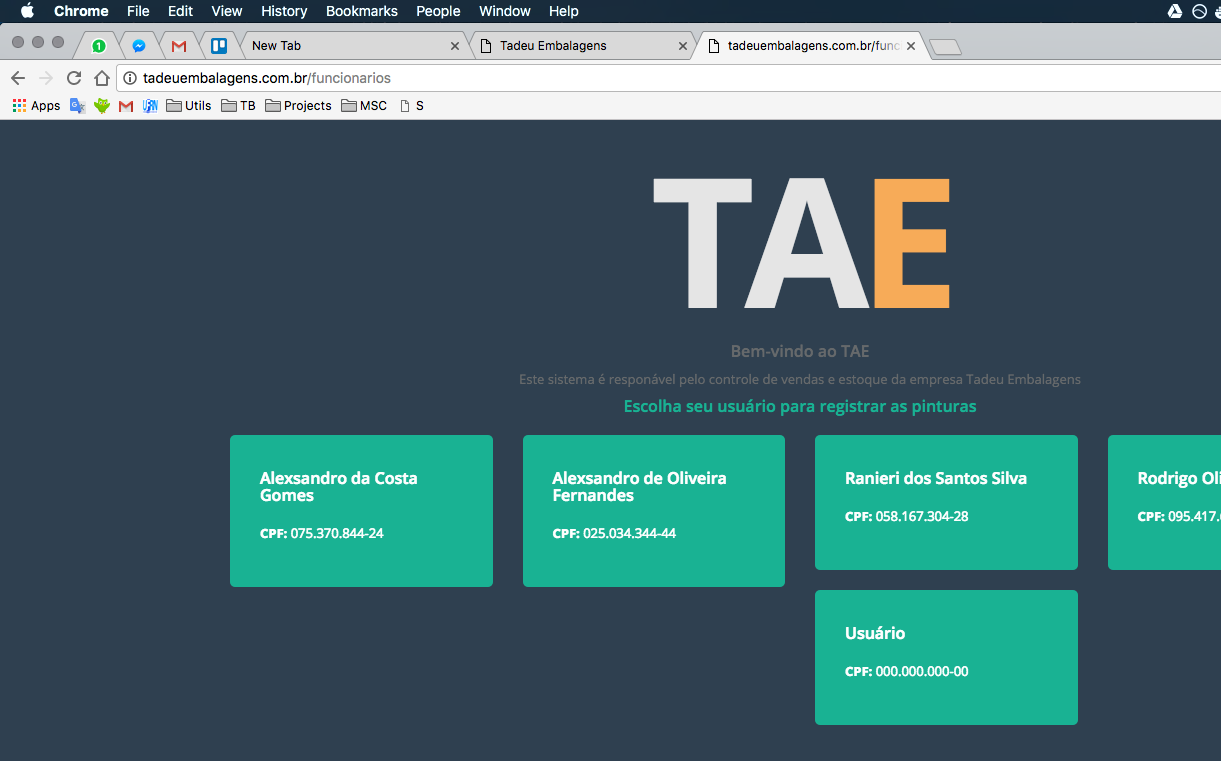 Chrome File Edit View History Bookmarks People Window Help
1 New Tab Tadeu Embalagens tadeuembalagens.com.br/func
tadeuembalagens.com.br/funcionarios
Apps Utils TB Projects MSC S
TAE
Bem-vindo ao TAE
Este sistema é responável pelo controle de vendas e estoque da empresa Tadeu Embalagens
Escolha seu usuário para registrar as pinturas
Alexsandro da Costa
Gomes
CPF: 075.370.844-24
Alexsandro de Oliveira
Fernandes
CPF: 025.034.344-44
Ranieri dos Santos Silva
CPF: 058.167.304-28
Rodrigo Oli
CPF: 095.417.
Usuário
CPF: 000.000.000-00